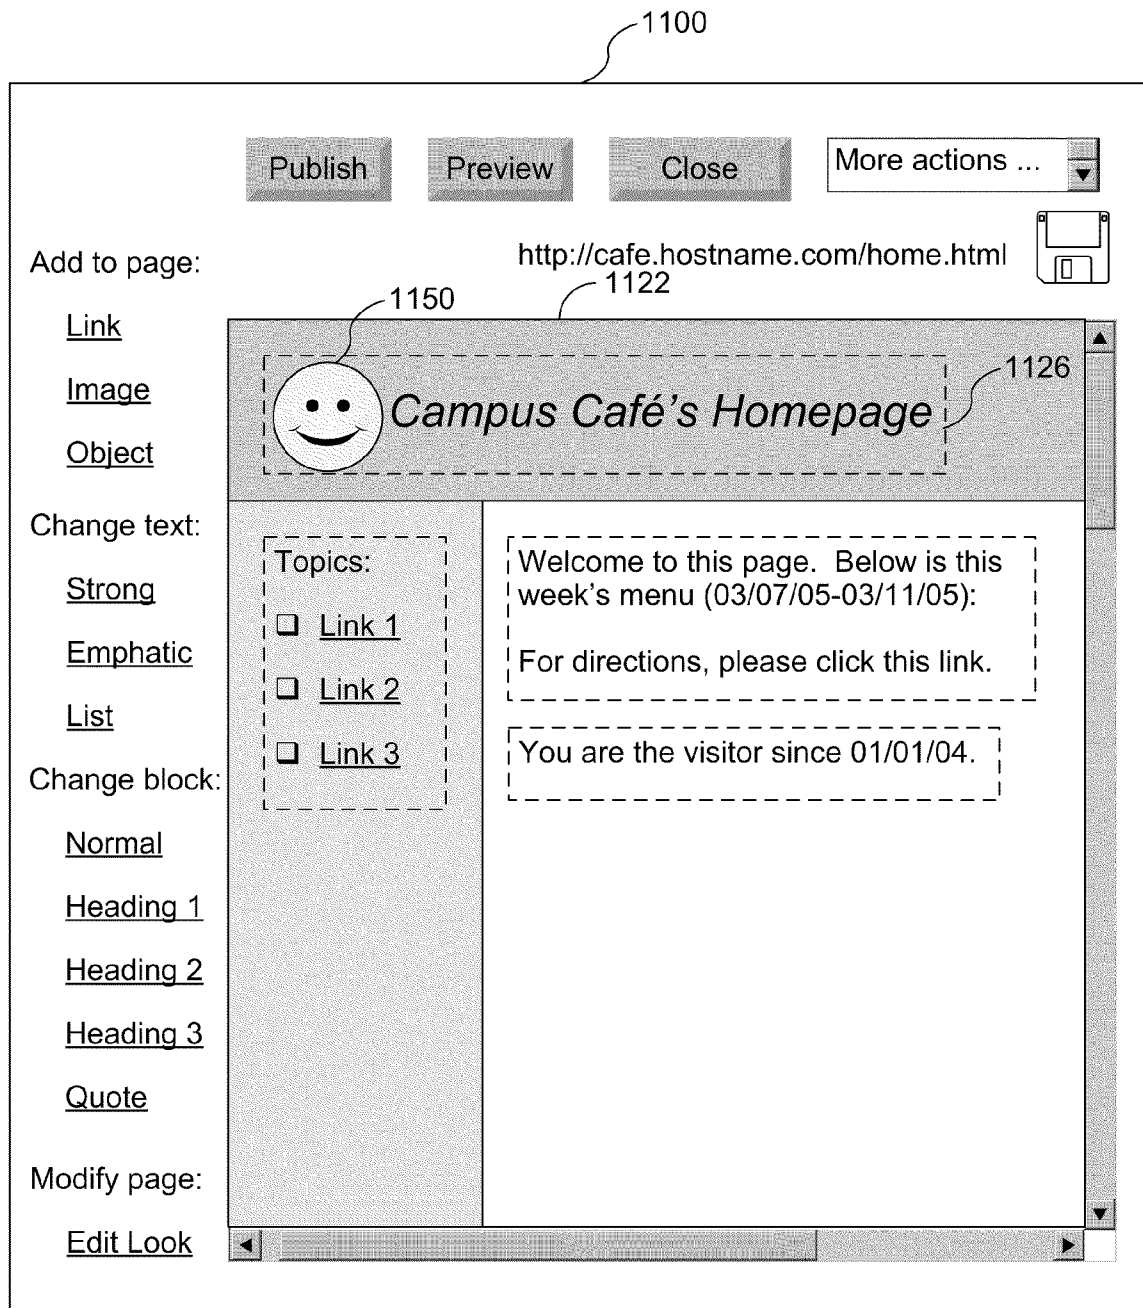 1100
Publish Preview Close More actions ...
http://cafe.hostname.com/home.html
Add to page:
Link
Image
Object
Change text:
Strong
Emphatic
List
Change block:
Normal
Heading 1
Heading 2
Heading 3
Quote
Modify page:
Edit Look
1122
1150
1126
Campus Café's Homepage
Topics:
❑ Link 1
❑ Link 2
❑ Link 3
Welcome to this page. Below is this
week's menu (03/07/05-03/11/05):
For directions, please click this link.
You are the visitor since 01/01/04.